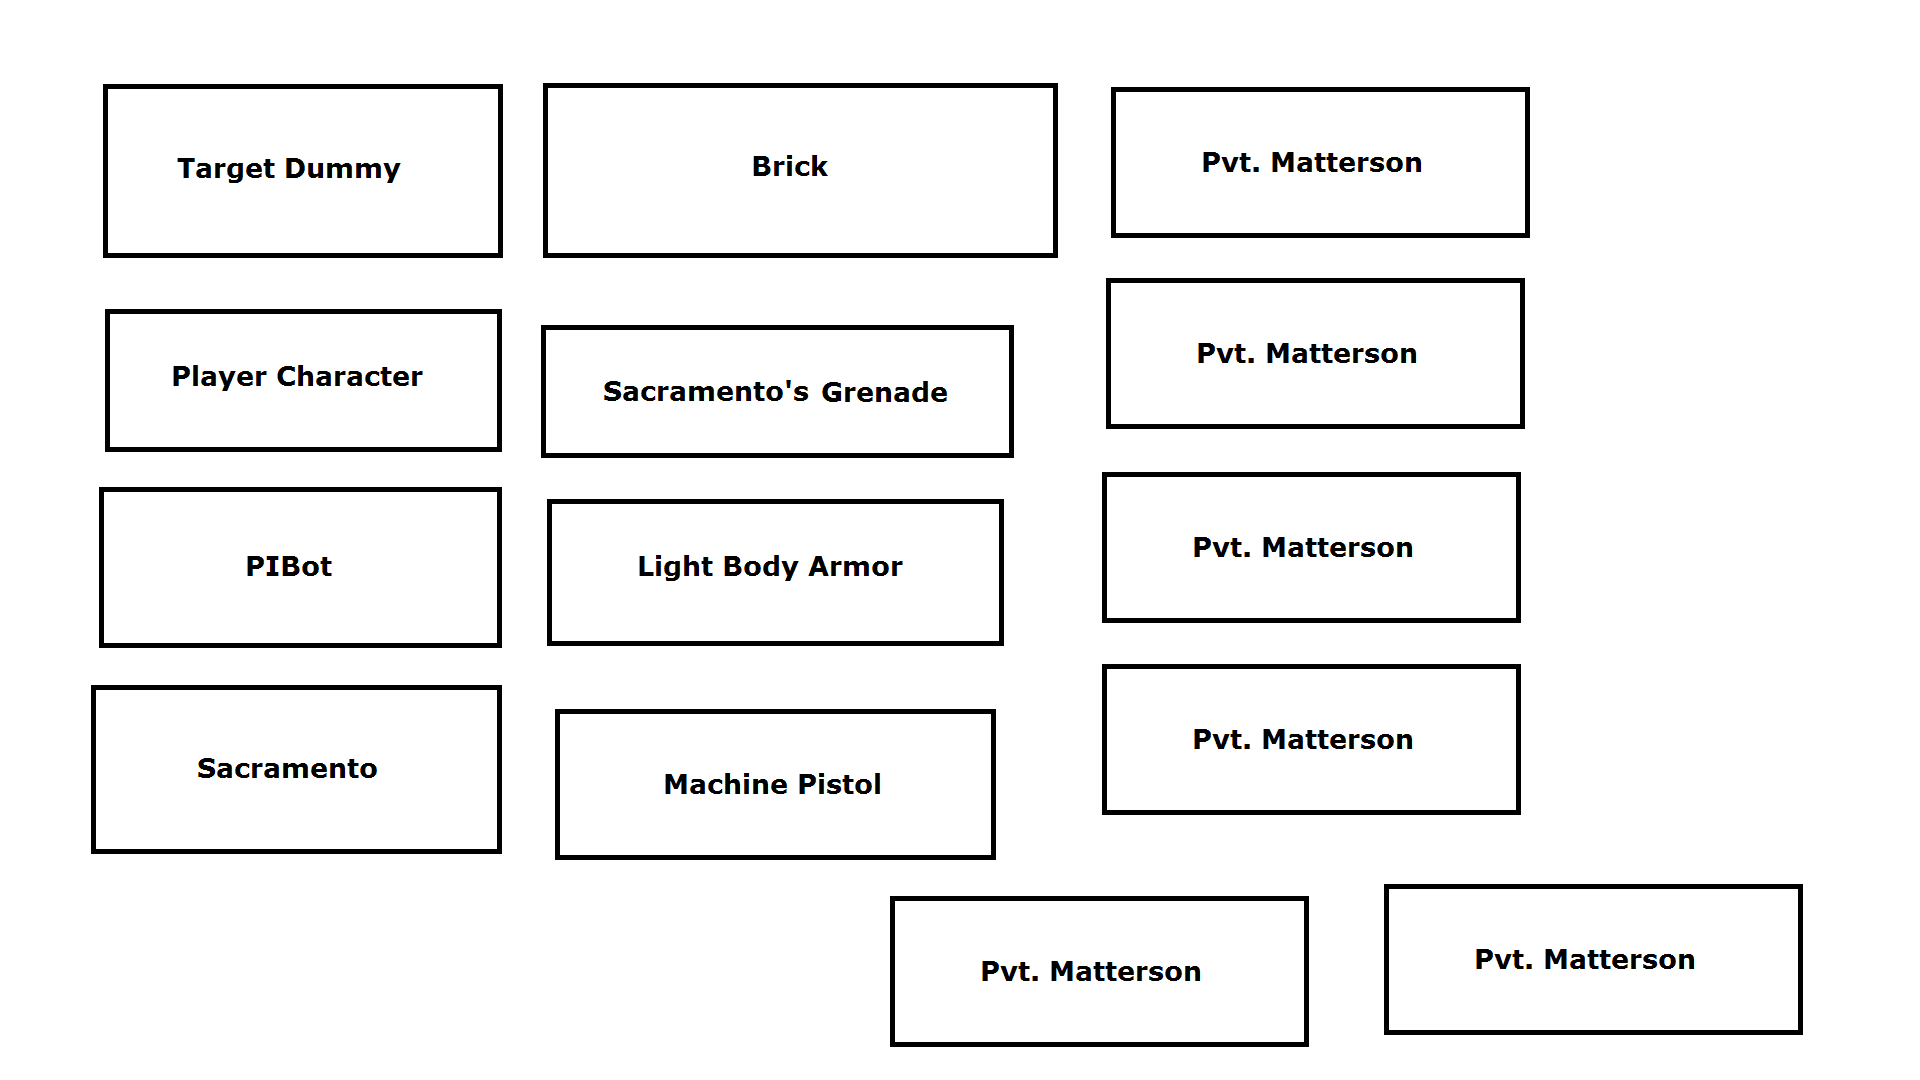 Target Dummy
Brick
Pvt. Matterson
Player Character
Sacramento's Grenade
Pvt. Matterson
PIBot
Light Body Armor
Pvt. Matterson
Sacramento
Machine Pistol
Pvt. Matterson
Pvt. Matterson
Pvt. Matterson